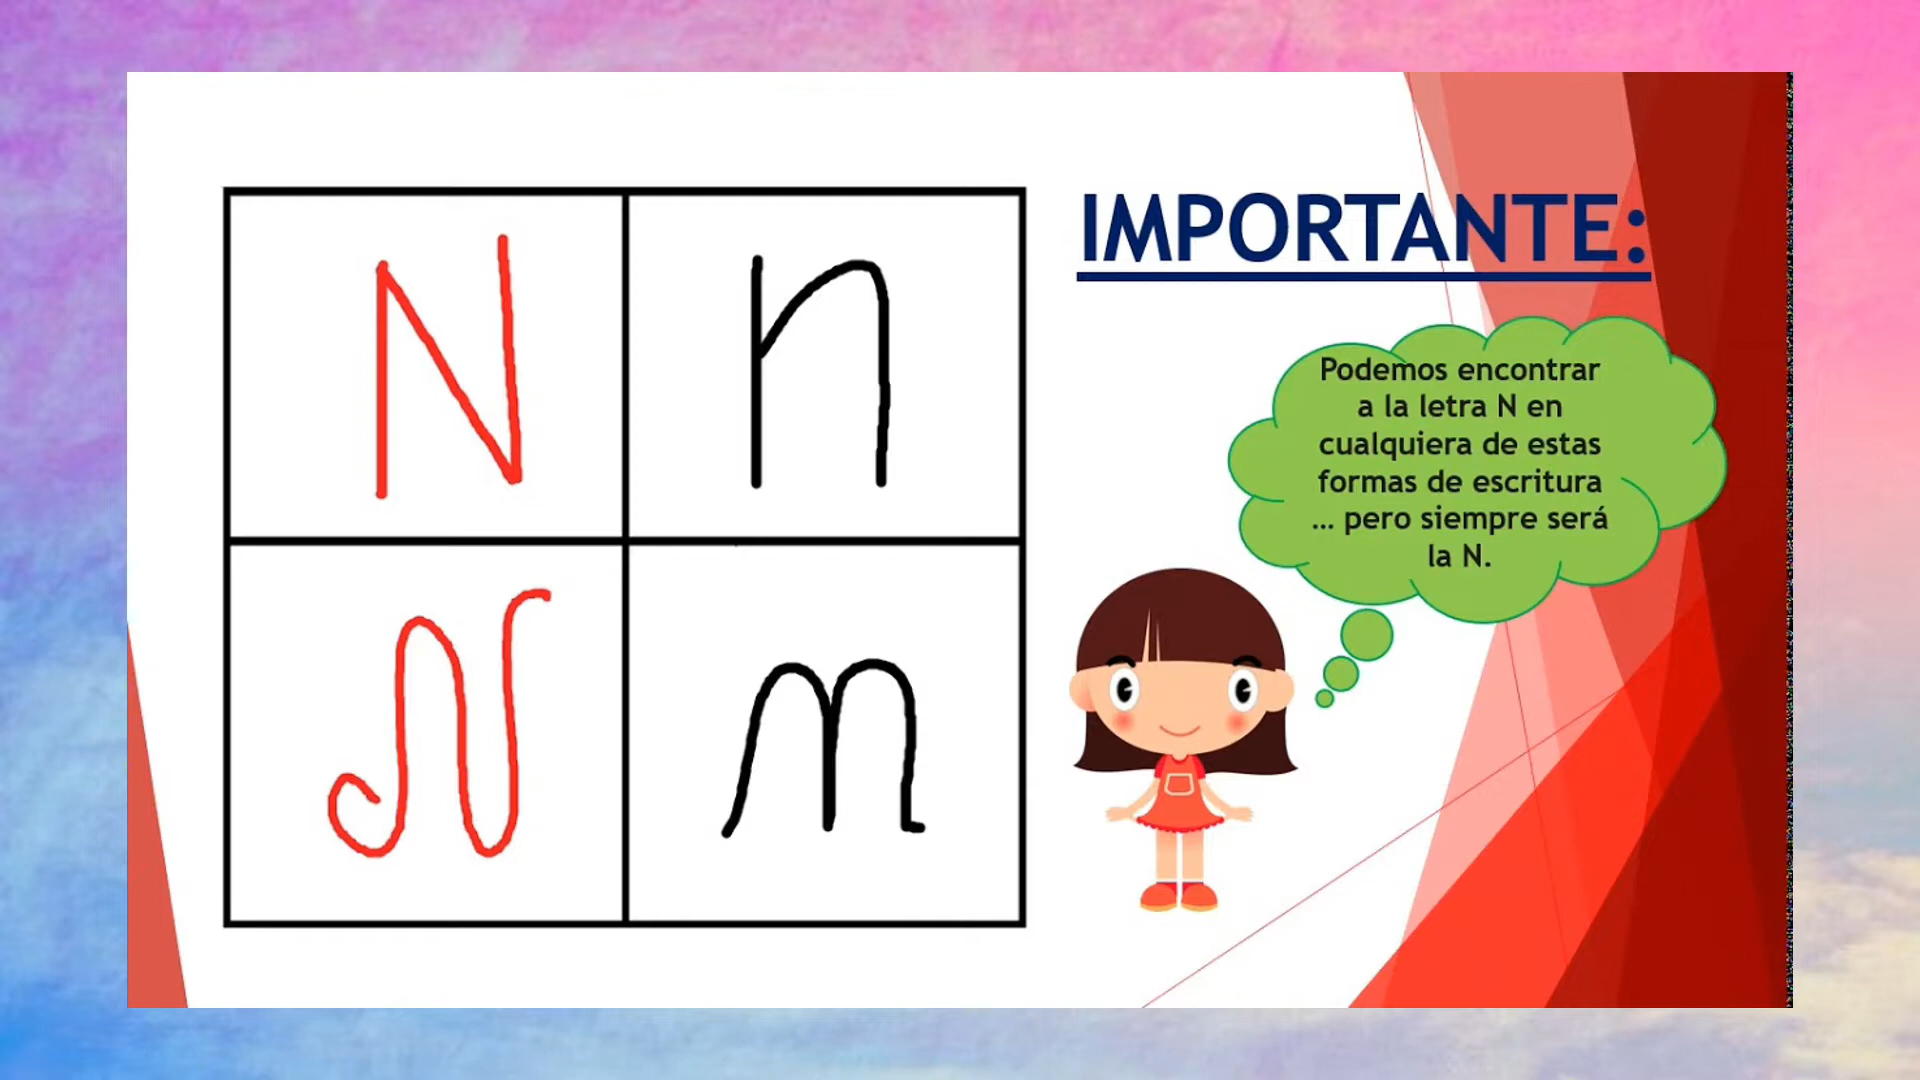 N n
N n
IMPORTANTE:
Podemos encontrar
a la letra N en
cualquiera de estas
formas de escritura
... pero siempre será
la N.